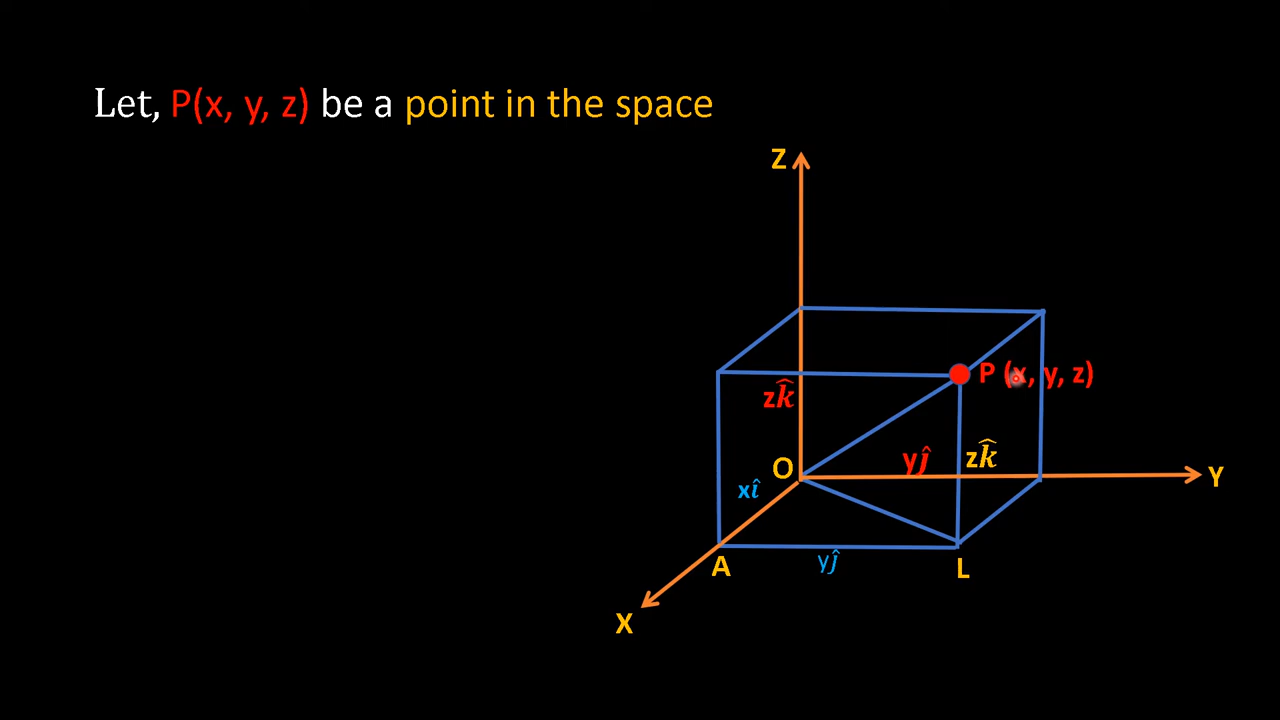 Let, P(x, y, z) be a point in the space
Z
P (x, y, z)
zk̂
yĵ
zk̂
O
Y
xî
A
yĵ
L
X